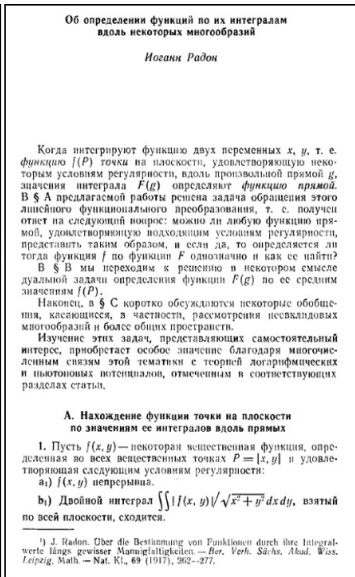 Об определении функций по их интегралам
вдоль некоторых многообразий
Иоганн Радон
Когда интегрируют функцию двух переменных x, y, т. е.
функцию f(P) точки на плоскости, удовлетворяющую неко-
торым условиям регулярности, вдоль произвольной прямой g,
значения интеграла F(g) определяют функцию прямой.
В § A предлагаемой работы решена задача обращения этого
линейного функционального преобразования, т. е. получен
ответ на следующий вопрос: можно ли любую функцию пря-
мой, удовлетворяющую подходящим условиям регулярности,
представить таким образом, и если да, то определяется ли
тогда функция f по функции F однозначно и как ее найти?
В § B мы переходим к решению в некотором смысле
дуальной задачи определения функции F(g) по ее средним
значениям f(P).
Наконец, в § C коротко обсуждаются некоторые обобще-
ния, касающиеся, в частности, рассмотрения неевклидовых
многообразий и более общих пространств.
Изучение этих задач, представляющих самостоятельный
интерес, приобретает особое значение благодаря многочис-
ленным связям этой тематики с теорией логарифмических
и ньютоновых потенциалов, отмеченным в соответствующих
разделах статьи.
A. Нахождение функции точки на плоскости
по значениям ее интегралов вдоль прямых
1. Пусть f(x, y) — некоторая вещественная функция, опре-
деленная во всех вещественных точках P = [x, y] и удовле-
творяющая следующим условиям регулярности:
a₁) f(x, y) непрерывна.
b₁) Двойной интеграл ∬ |f(x, y)|/√x² + y² dx dy, взятый
по всей плоскости, сходится.
¹) J. Radon. Über die Bestimmung von Funktionen durch ihre Integral-
werte längs gewisser Mannigfaltigkeiten. — Ber. Verh. Sächs. Akad. Wiss.
Leipzig, Math. — Nat. Kl., 69 (1917), 262—277.